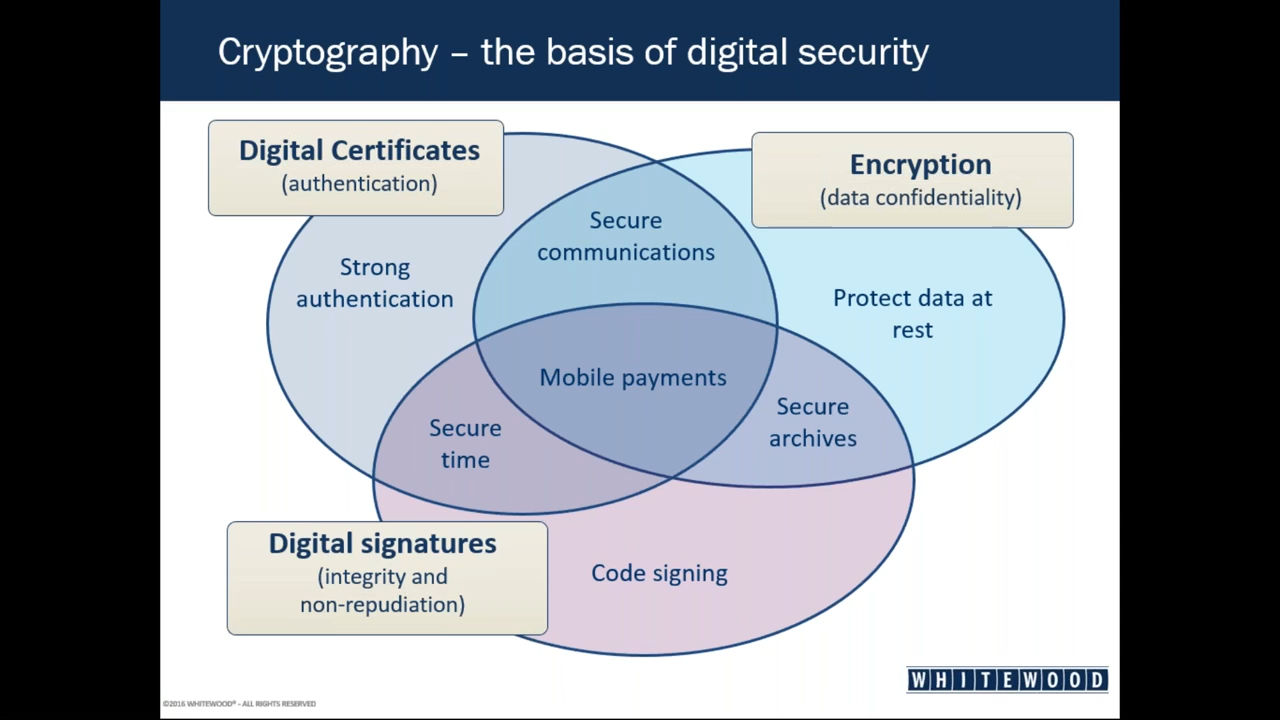 Cryptography – the basis of digital security
Digital Certificates
(authentication)
Encryption
(data confidentiality)
Secure
communications
Strong
authentication
Protect data at
rest
Mobile payments
Secure
archives
Secure
time
Digital signatures
(integrity and
non-repudiation)
Code signing
WHITEWOOD
©2016 WHITEWOOD® - ALL RIGHTS RESERVED